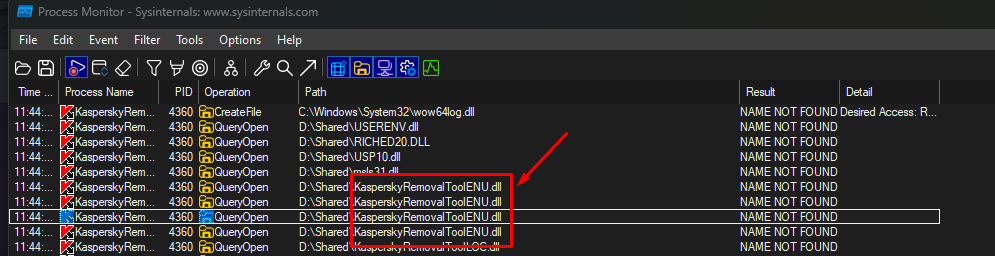 Process Monitor - Sysinternals: www.sysinternals.com
File Edit Event Filter Tools Options Help
Time ... Process Name PID Operation Path Result Detail
11:44:... KasperskyRem... 4360 CreateFile C:\Windows\System32\wow64log.dll NAME NOT FOUND Desired Access: R...
11:44:... KasperskyRem... 4360 QueryOpen D:\Shared\USERENV.dll NAME NOT FOUND
11:44:... KasperskyRem... 4360 QueryOpen D:\Shared\RICHED20.DLL NAME NOT FOUND
11:44:... KasperskyRem... 4360 QueryOpen D:\Shared\USP10.dll NAME NOT FOUND
11:44:... KasperskyRem... 4360 QueryOpen D:\Shared\msls31.dll NAME NOT FOUND
11:44:... KasperskyRem... 4360 QueryOpen D:\Shared\KasperskyRemovalToolENU.dll NAME NOT FOUND
11:44:... KasperskyRem... 4360 QueryOpen D:\Shared\KasperskyRemovalToolENU.dll NAME NOT FOUND
11:44:... KasperskyRem... 4360 QueryOpen D:\Shared\KasperskyRemovalToolENU.dll NAME NOT FOUND
11:44:... KasperskyRem... 4360 QueryOpen D:\Shared\KasperskyRemovalToolENU.dll NAME NOT FOUND
11:44:... KasperskyRem... 4360 QueryOpen D:\Shared\KasperskyRemovalToolLOC.dll NAME NOT FOUND